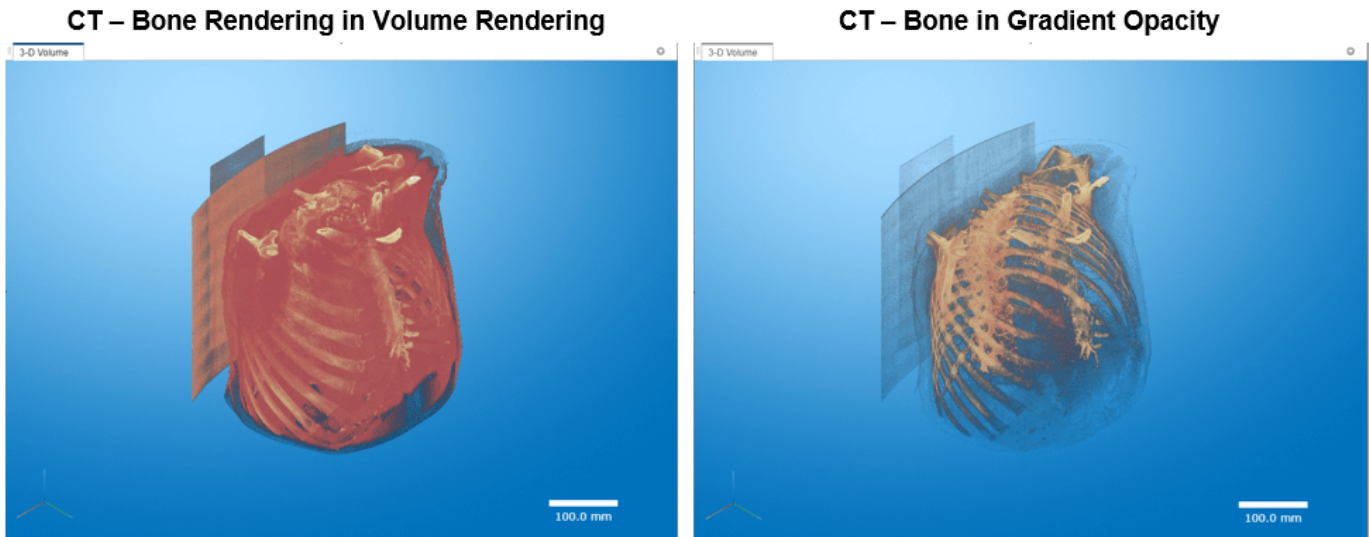 CT – Bone Rendering in Volume Rendering
CT – Bone in Gradient Opacity
3-D Volume
3-D Volume
100.0 mm
100.0 mm